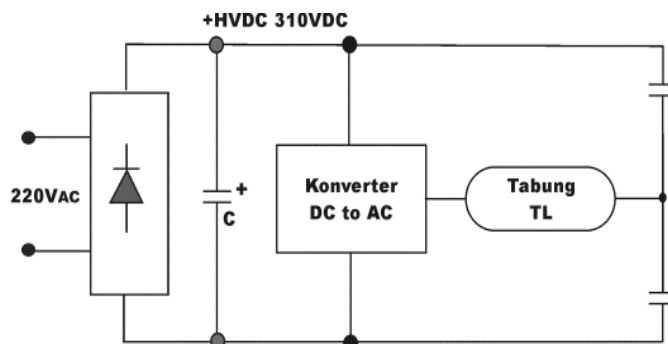 +HVDC 310VDC
220VAC
+
C
Konverter
DC to AC
Tabung
TL